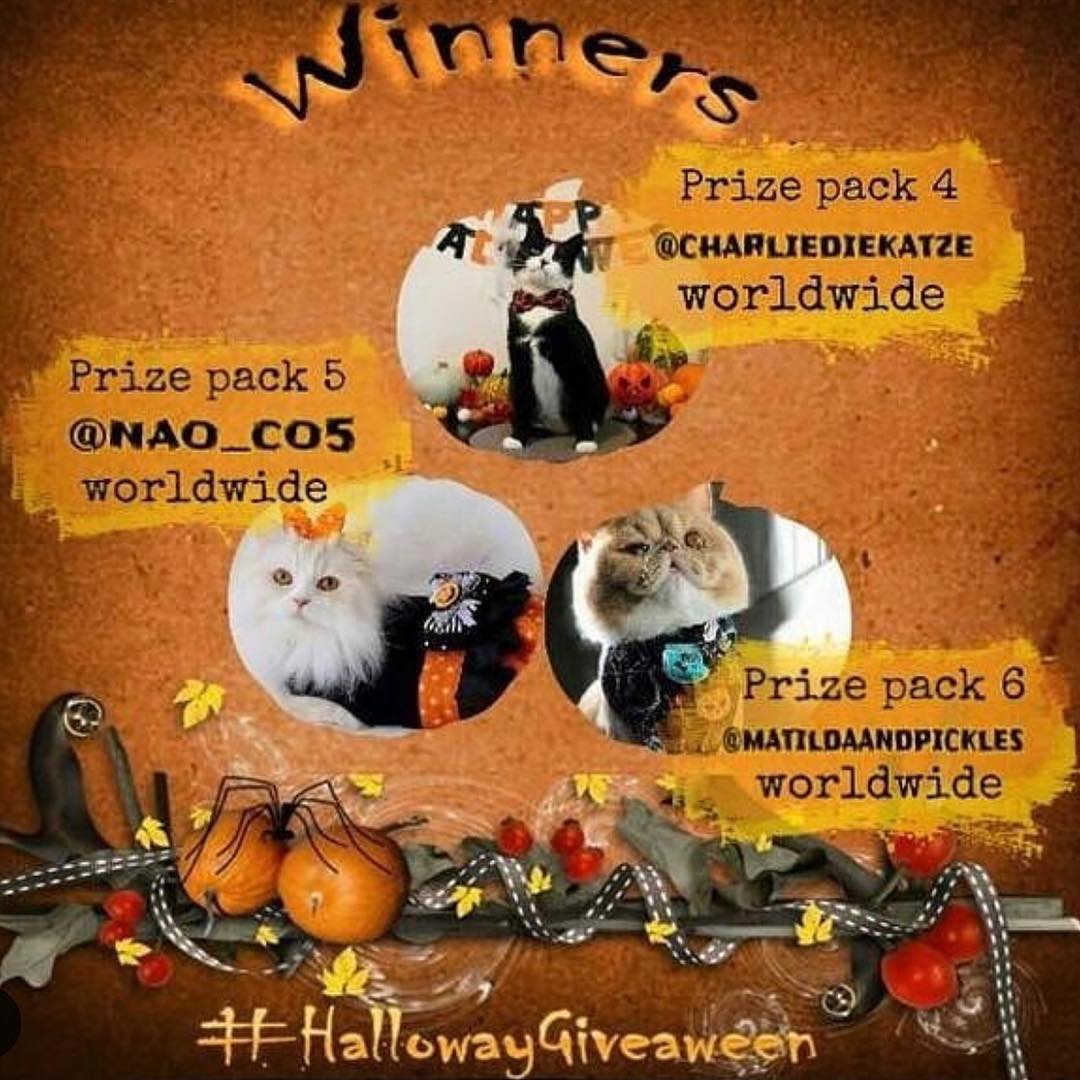 Winners
Prize pack 4
@CHARLIEDIEKATZE
worldwide
Prize pack 5
@NAO_CO5
worldwide
Prize pack 6
@MATILDAANDPICKLES
worldwide
#HallowayGiveaween